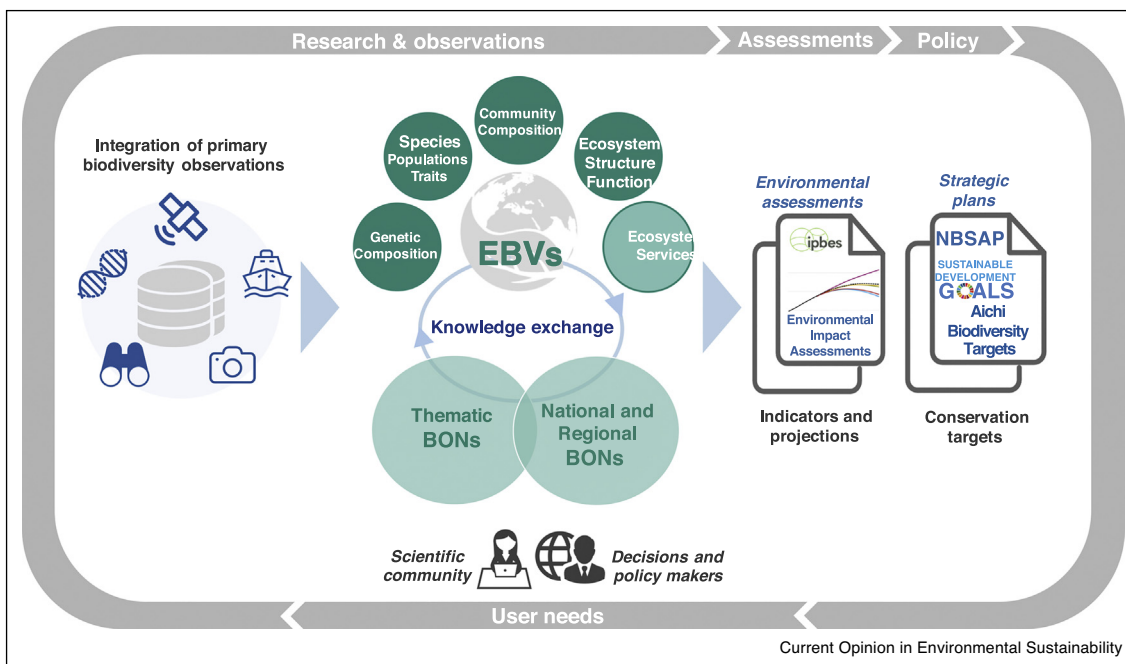 Research & observations
Assessments
Policy
Integration of primary
biodiversity observations
Genetic
Composition
Species
Populations
Traits
Community
Composition
Ecosystem
Structure
Function
Ecosystem
Services
EBVs
Knowledge exchange
Thematic
BONs
National and
Regional
BONs
Environmental
assessments
ipbes
Environmental
Impact
Assessments
Indicators and
projections
Strategic
plans
NBSAP
SUSTAINABLE
DEVELOPMENT
GOALS
Aichi
Biodiversity
Targets
Conservation
targets
Scientific
community
Decisions and
policy makers
User needs
Current Opinion in Environmental Sustainability